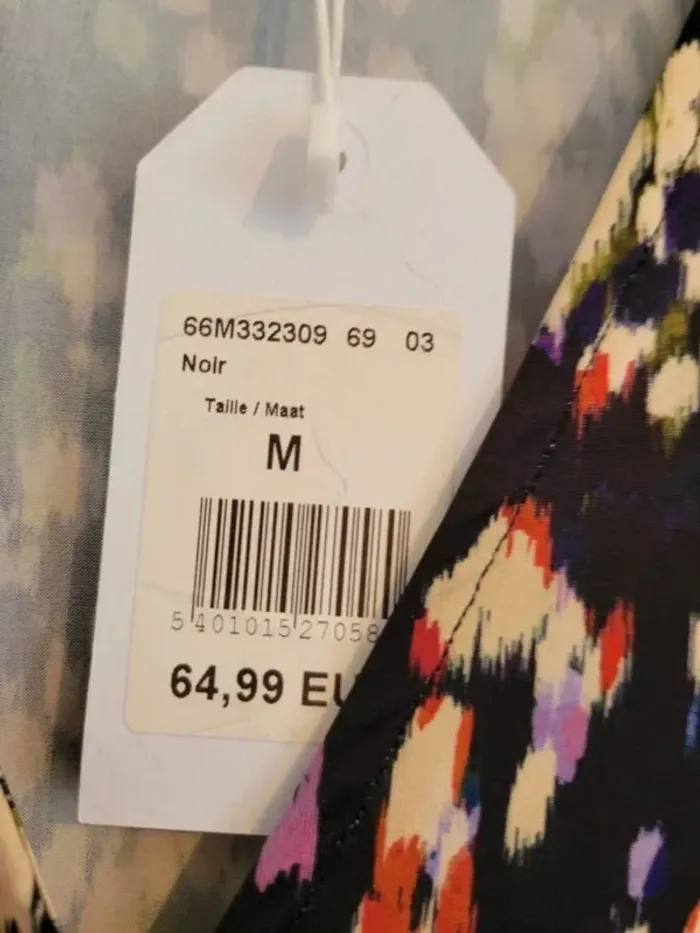 66M332309 69 03
Noir
Taille / Maat
M
5 401015 27058
64,99 EU